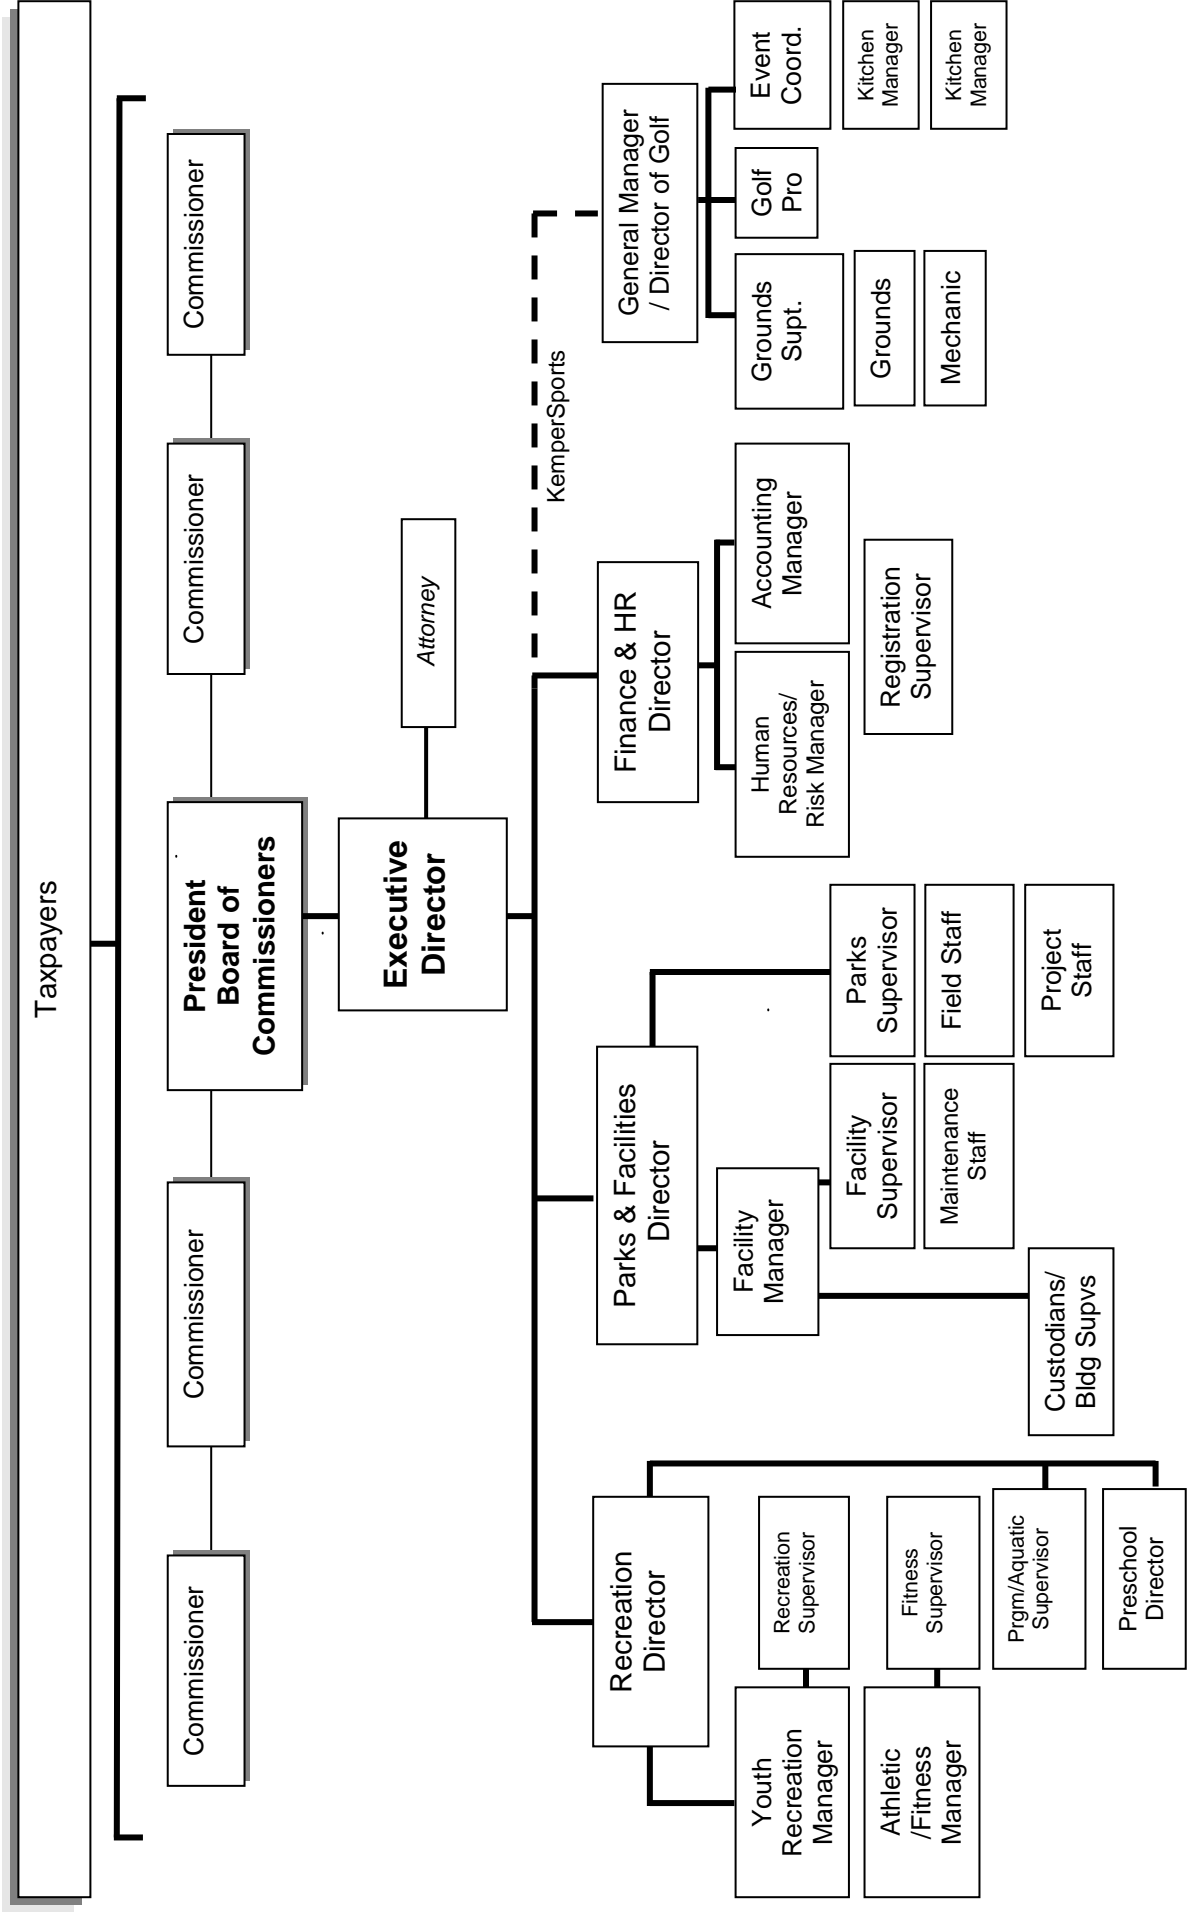 Taxpayers
Commissioner
Commissioner
President
Board of
Commissioners
Commissioner
Commissioner
Executive
Director
Attorney
KemperSports
Recreation
Director
Parks & Facilities
Director
Finance & HR
Director
General Manager
/ Director of Golf
Youth
Recreation
Manager
Recreation
Supervisor
Athletic
/Fitness
Manager
Fitness
Supervisor
Prgm/Aquatic
Supervisor
Preschool
Director
Facility
Manager
Facility
Supervisor
Maintenance
Staff
Custodians/
Bldg Supvs
Parks
Supervisor
Field Staff
Project
Staff
Human
Resources/
Risk Manager
Accounting
Manager
Registration
Supervisor
Grounds
Supt.
Grounds
Mechanic
Golf
Pro
Event
Coord.
Kitchen
Manager
Kitchen
Manager